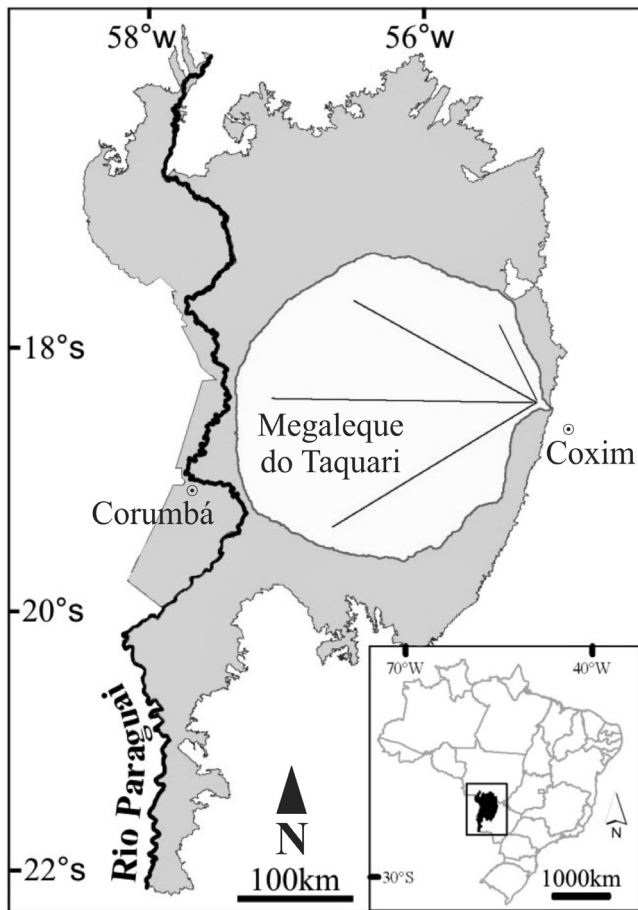 58°w
56°w
18°s
Megaleque
do Taquari
Coxim
Corumbá
20°s
Rio Paraguai
22°s
N
100km
70°W
40°W
30°S
N
1000km